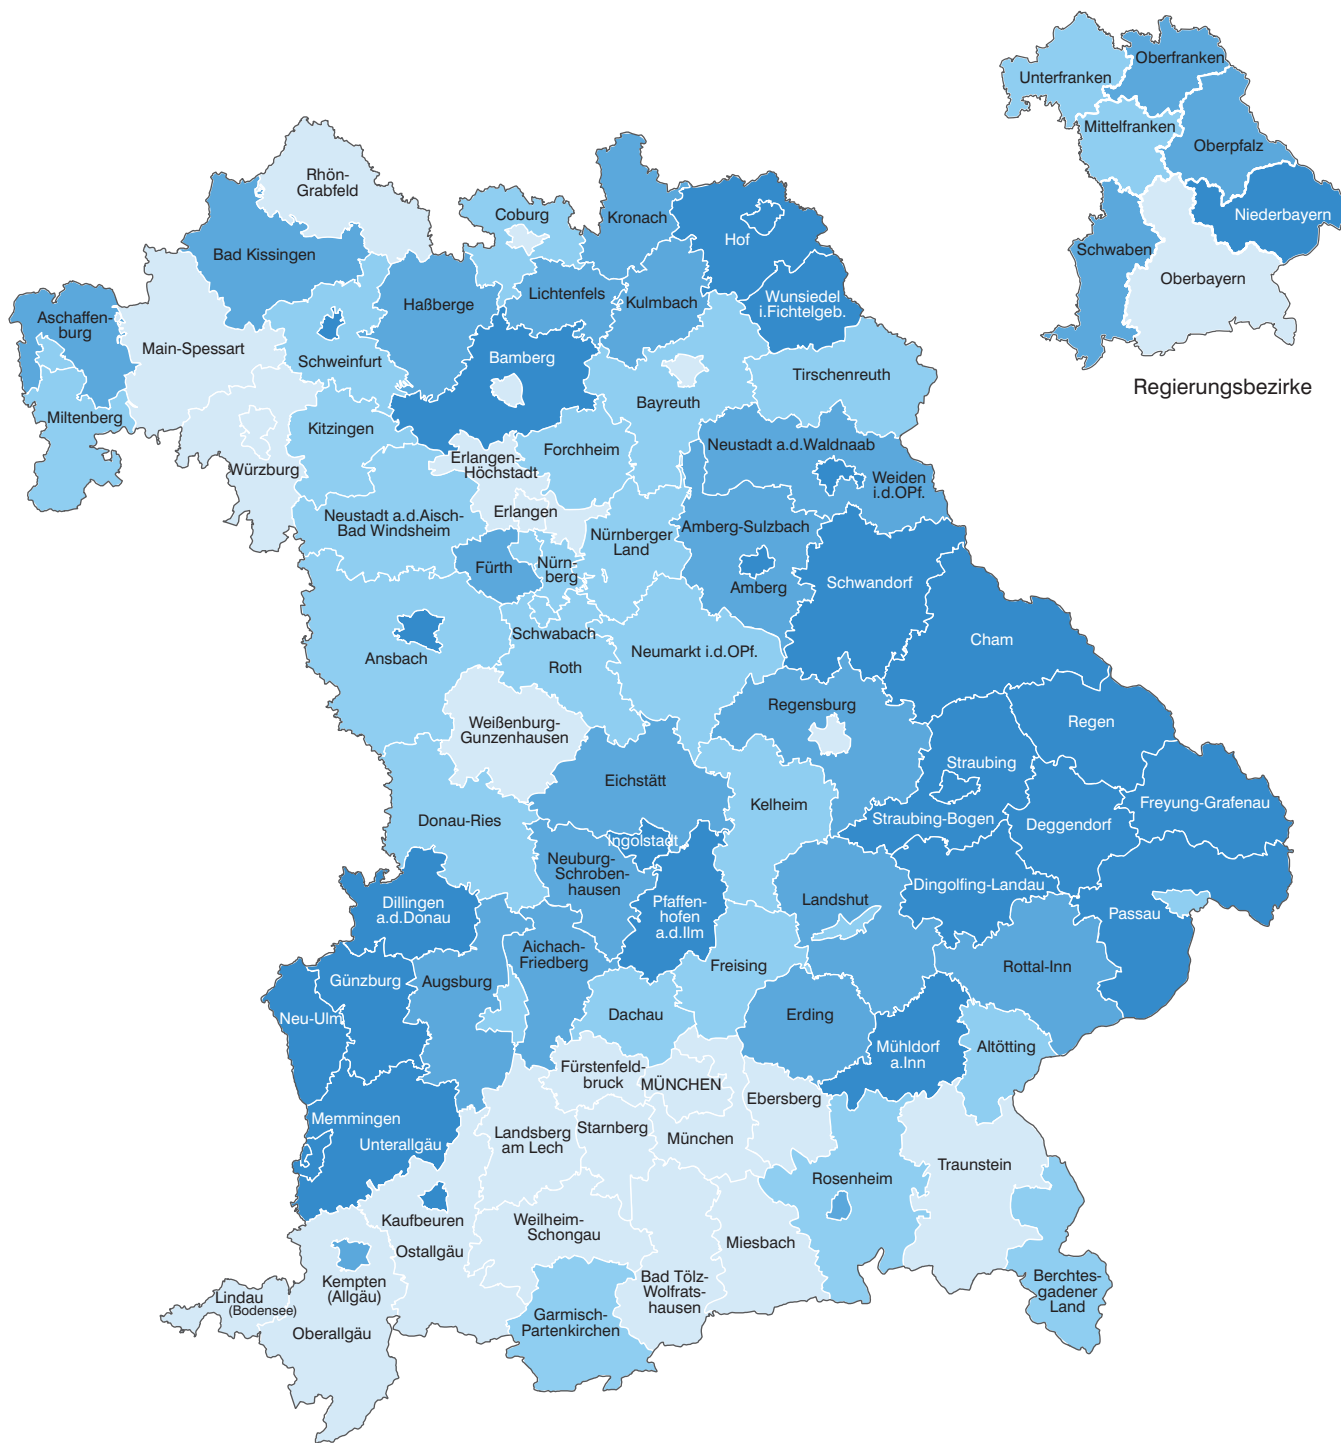 Oberfranken
Unterfranken
Mittelfranken
Oberpfalz
Niederbayern
Schwaben
Oberbayern
Regierungsbezirke
Rhön-
Grabfeld
Coburg
Kronach
Hof
Bad Kissingen
Haßberge
Lichtenfels
Kulmbach
Wunsiedel
i.Fichtelgeb.
Aschaffen-
burg
Main-Spessart
Schweinfurt
Bamberg
Tirschenreuth
Bayreuth
Miltenberg
Kitzingen
Würzburg
Erlangen-
Höchstadt
Forchheim
Neustadt a.d.Waldnaab
Weiden
i.d.OPf.
Neustadt a.d.Aisch-
Bad Windsheim
Erlangen
Nürnberger
Land
Amberg-Sulzbach
Fürth
Nürn-
berg
Amberg
Schwandorf
Cham
Ansbach
Schwabach
Roth
Neumarkt i.d.OPf.
Weißenburg-
Gunzenhausen
Regensburg
Regen
Straubing
Eichstätt
Kelheim
Freyung-Grafenau
Donau-Ries
Straubing-Bogen
Deggendorf
Ingolstadt
Neuburg-
Schroben-
hausen
Dillingen
a.d.Donau
Pfaffen-
hofen
a.d.Ilm
Landshut
Dingolfing-Landau
Passau
Aichach-
Friedberg
Freising
Rottal-Inn
Günzburg
Augsburg
Neu-Ulm
Dachau
Erding
Mühldorf
a.Inn
Altötting
Fürstenfeld-
bruck
MÜNCHEN
Ebersberg
Memmingen
Unterallgäu
Landsberg
am Lech
Starnberg
München
Traunstein
Rosenheim
Kaufbeuren
Ostallgäu
Weilheim-
Schongau
Miesbach
Kempten
(Allgäu)
Bad Tölz-
Wolfrats-
hausen
Berchtes-
gadener
Land
Lindau
(Bodensee)
Oberallgäu
Garmisch-
Partenkirchen